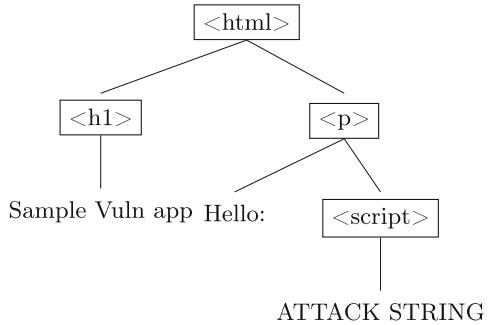 <html>
<h1>
<p>
Sample Vuln app
Hello:
<script>
ATTACK STRING